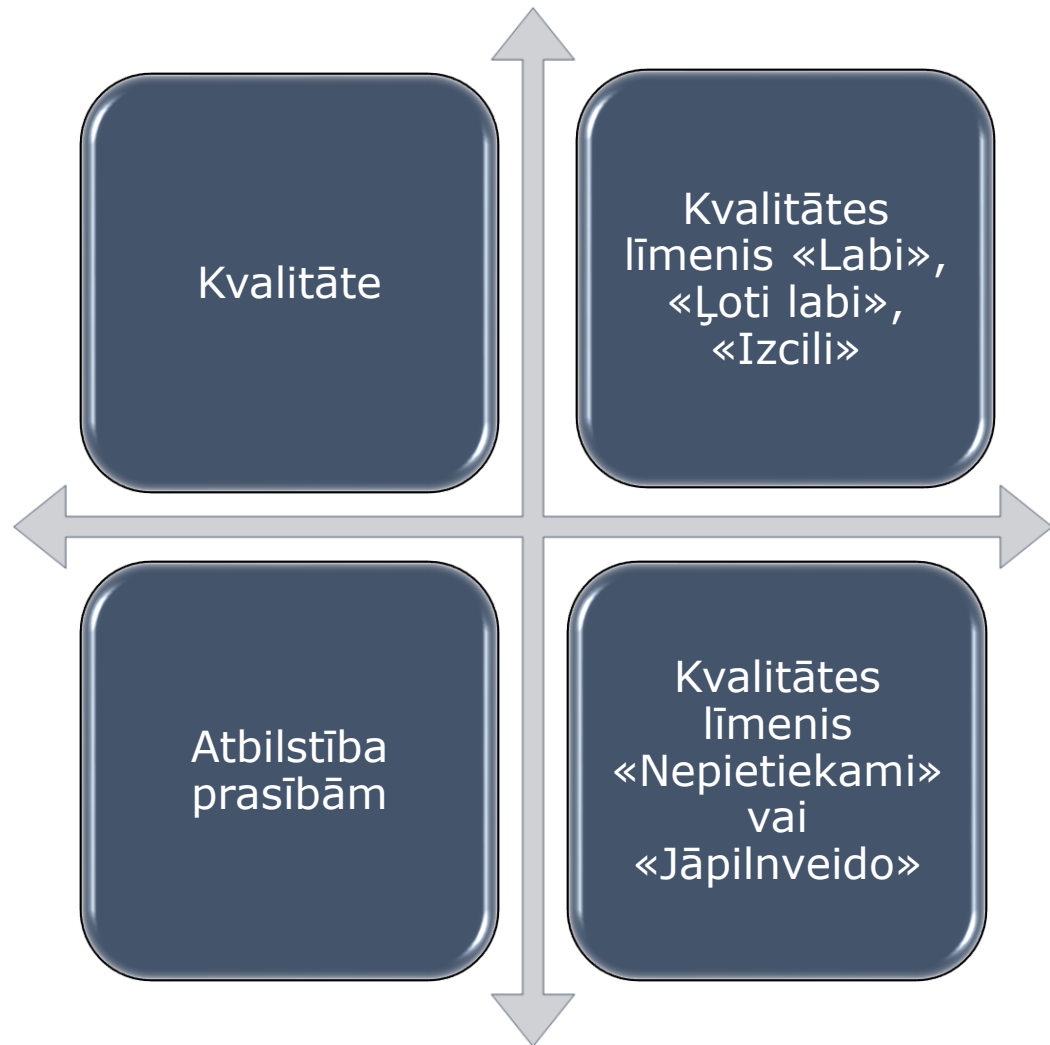 Kvalitāte
Kvalitātes
līmenis «Labi»,
«Ļoti labi»,
«Izcili»
Atbilstība
prasībām
Kvalitātes
līmenis
«Nepietiekami»
vai
«Jāpilnveido»